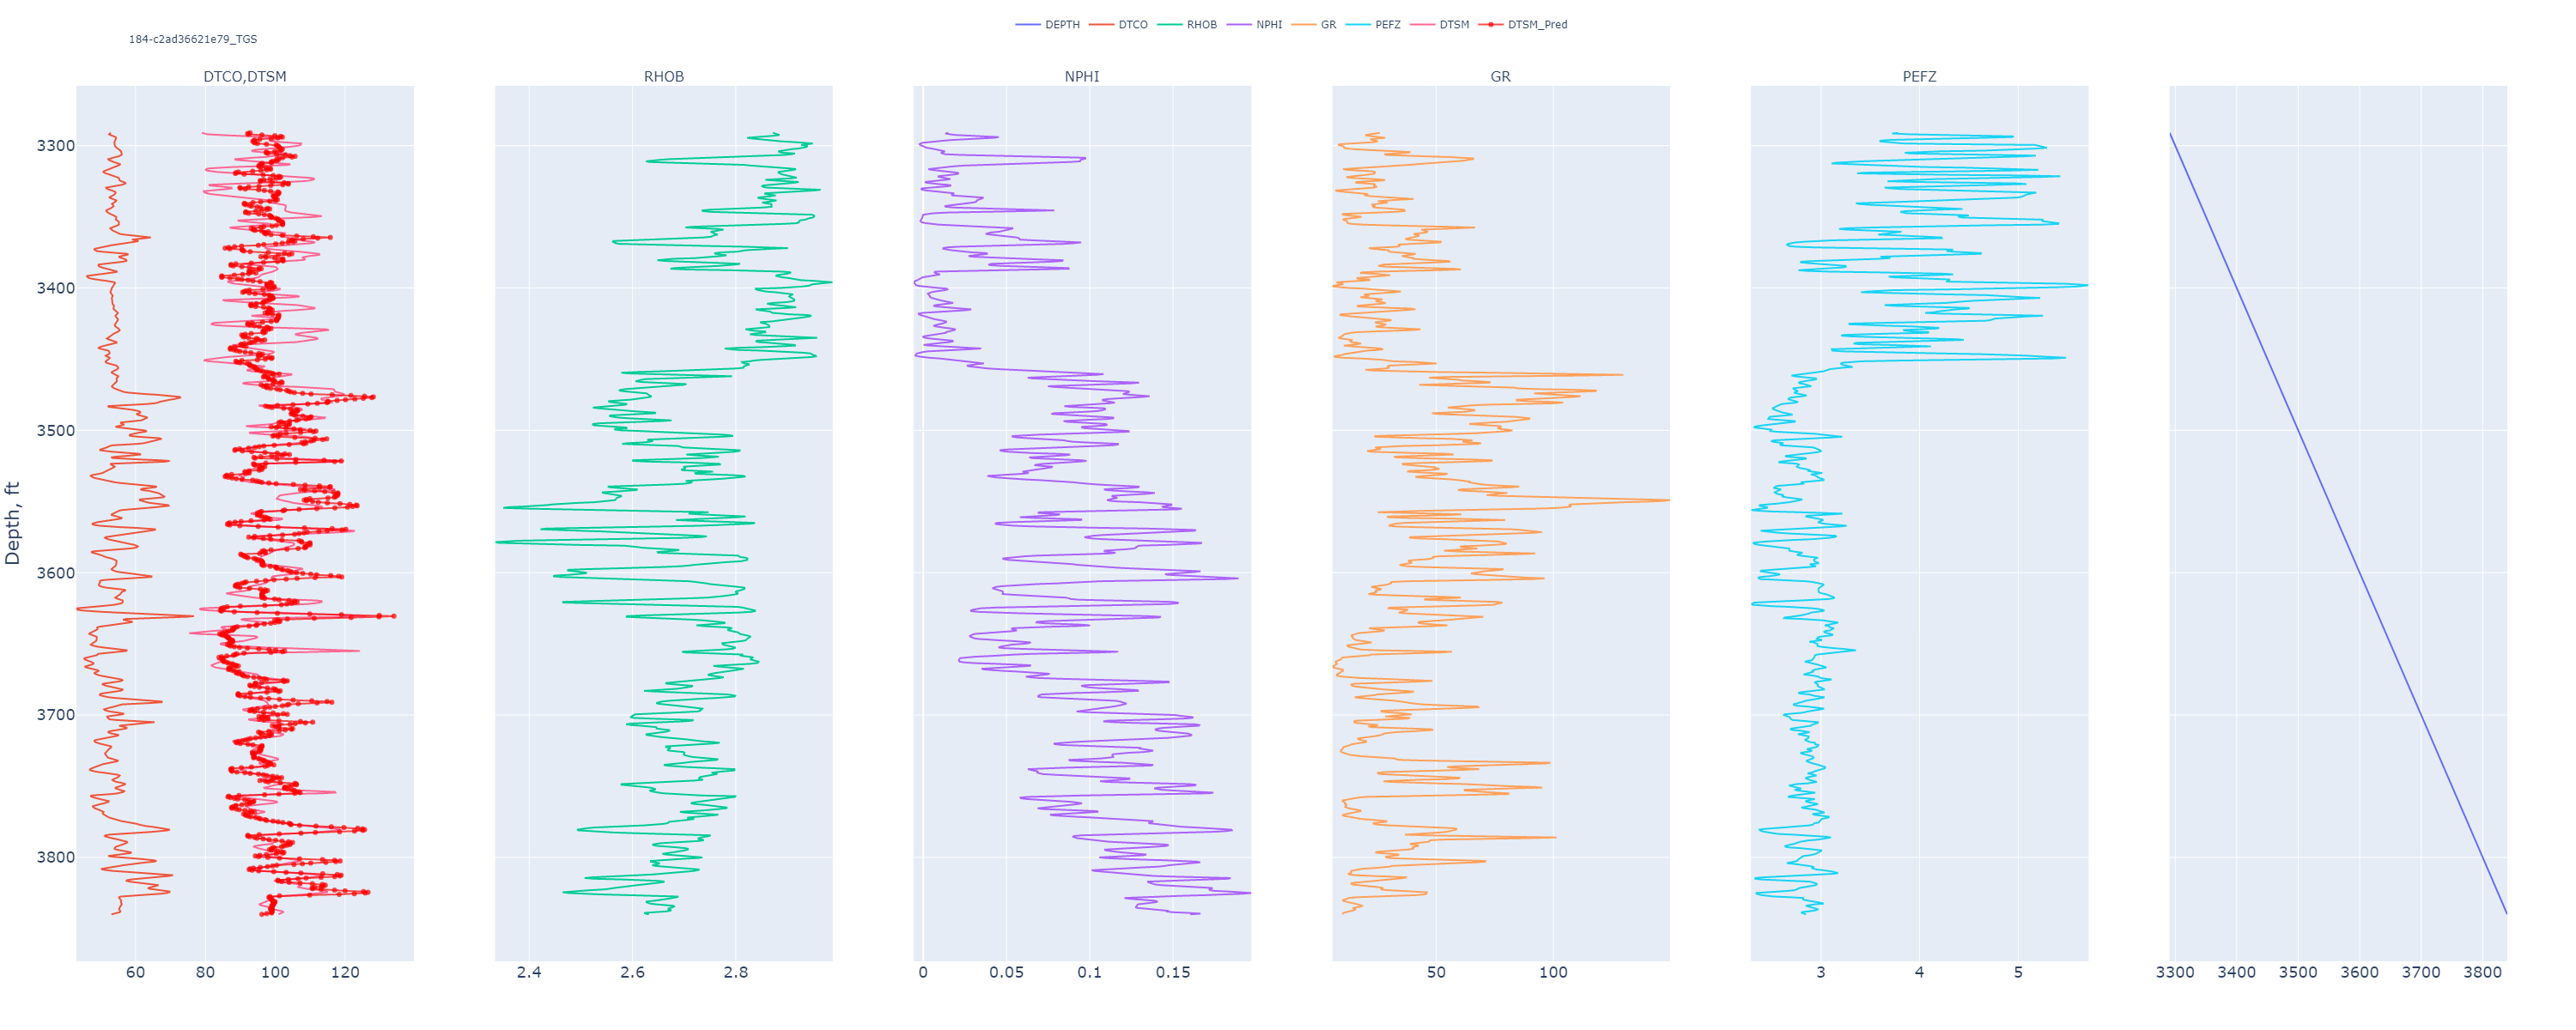 DEPTH DTCO RHOB NPHI GR PEFZ DTSM DTSM_Pred
184-c2ad36621e79_TGS
DTCO,DTSM RHOB NPHI GR PEFZ
3300
3400
3500
3600
3700
3800
Depth, ft
60 80 100 120 2.4 2.6 2.8 0 0.05 0.1 0.15 50 100 3 4 5 3300 3400 3500 3600 3700 3800